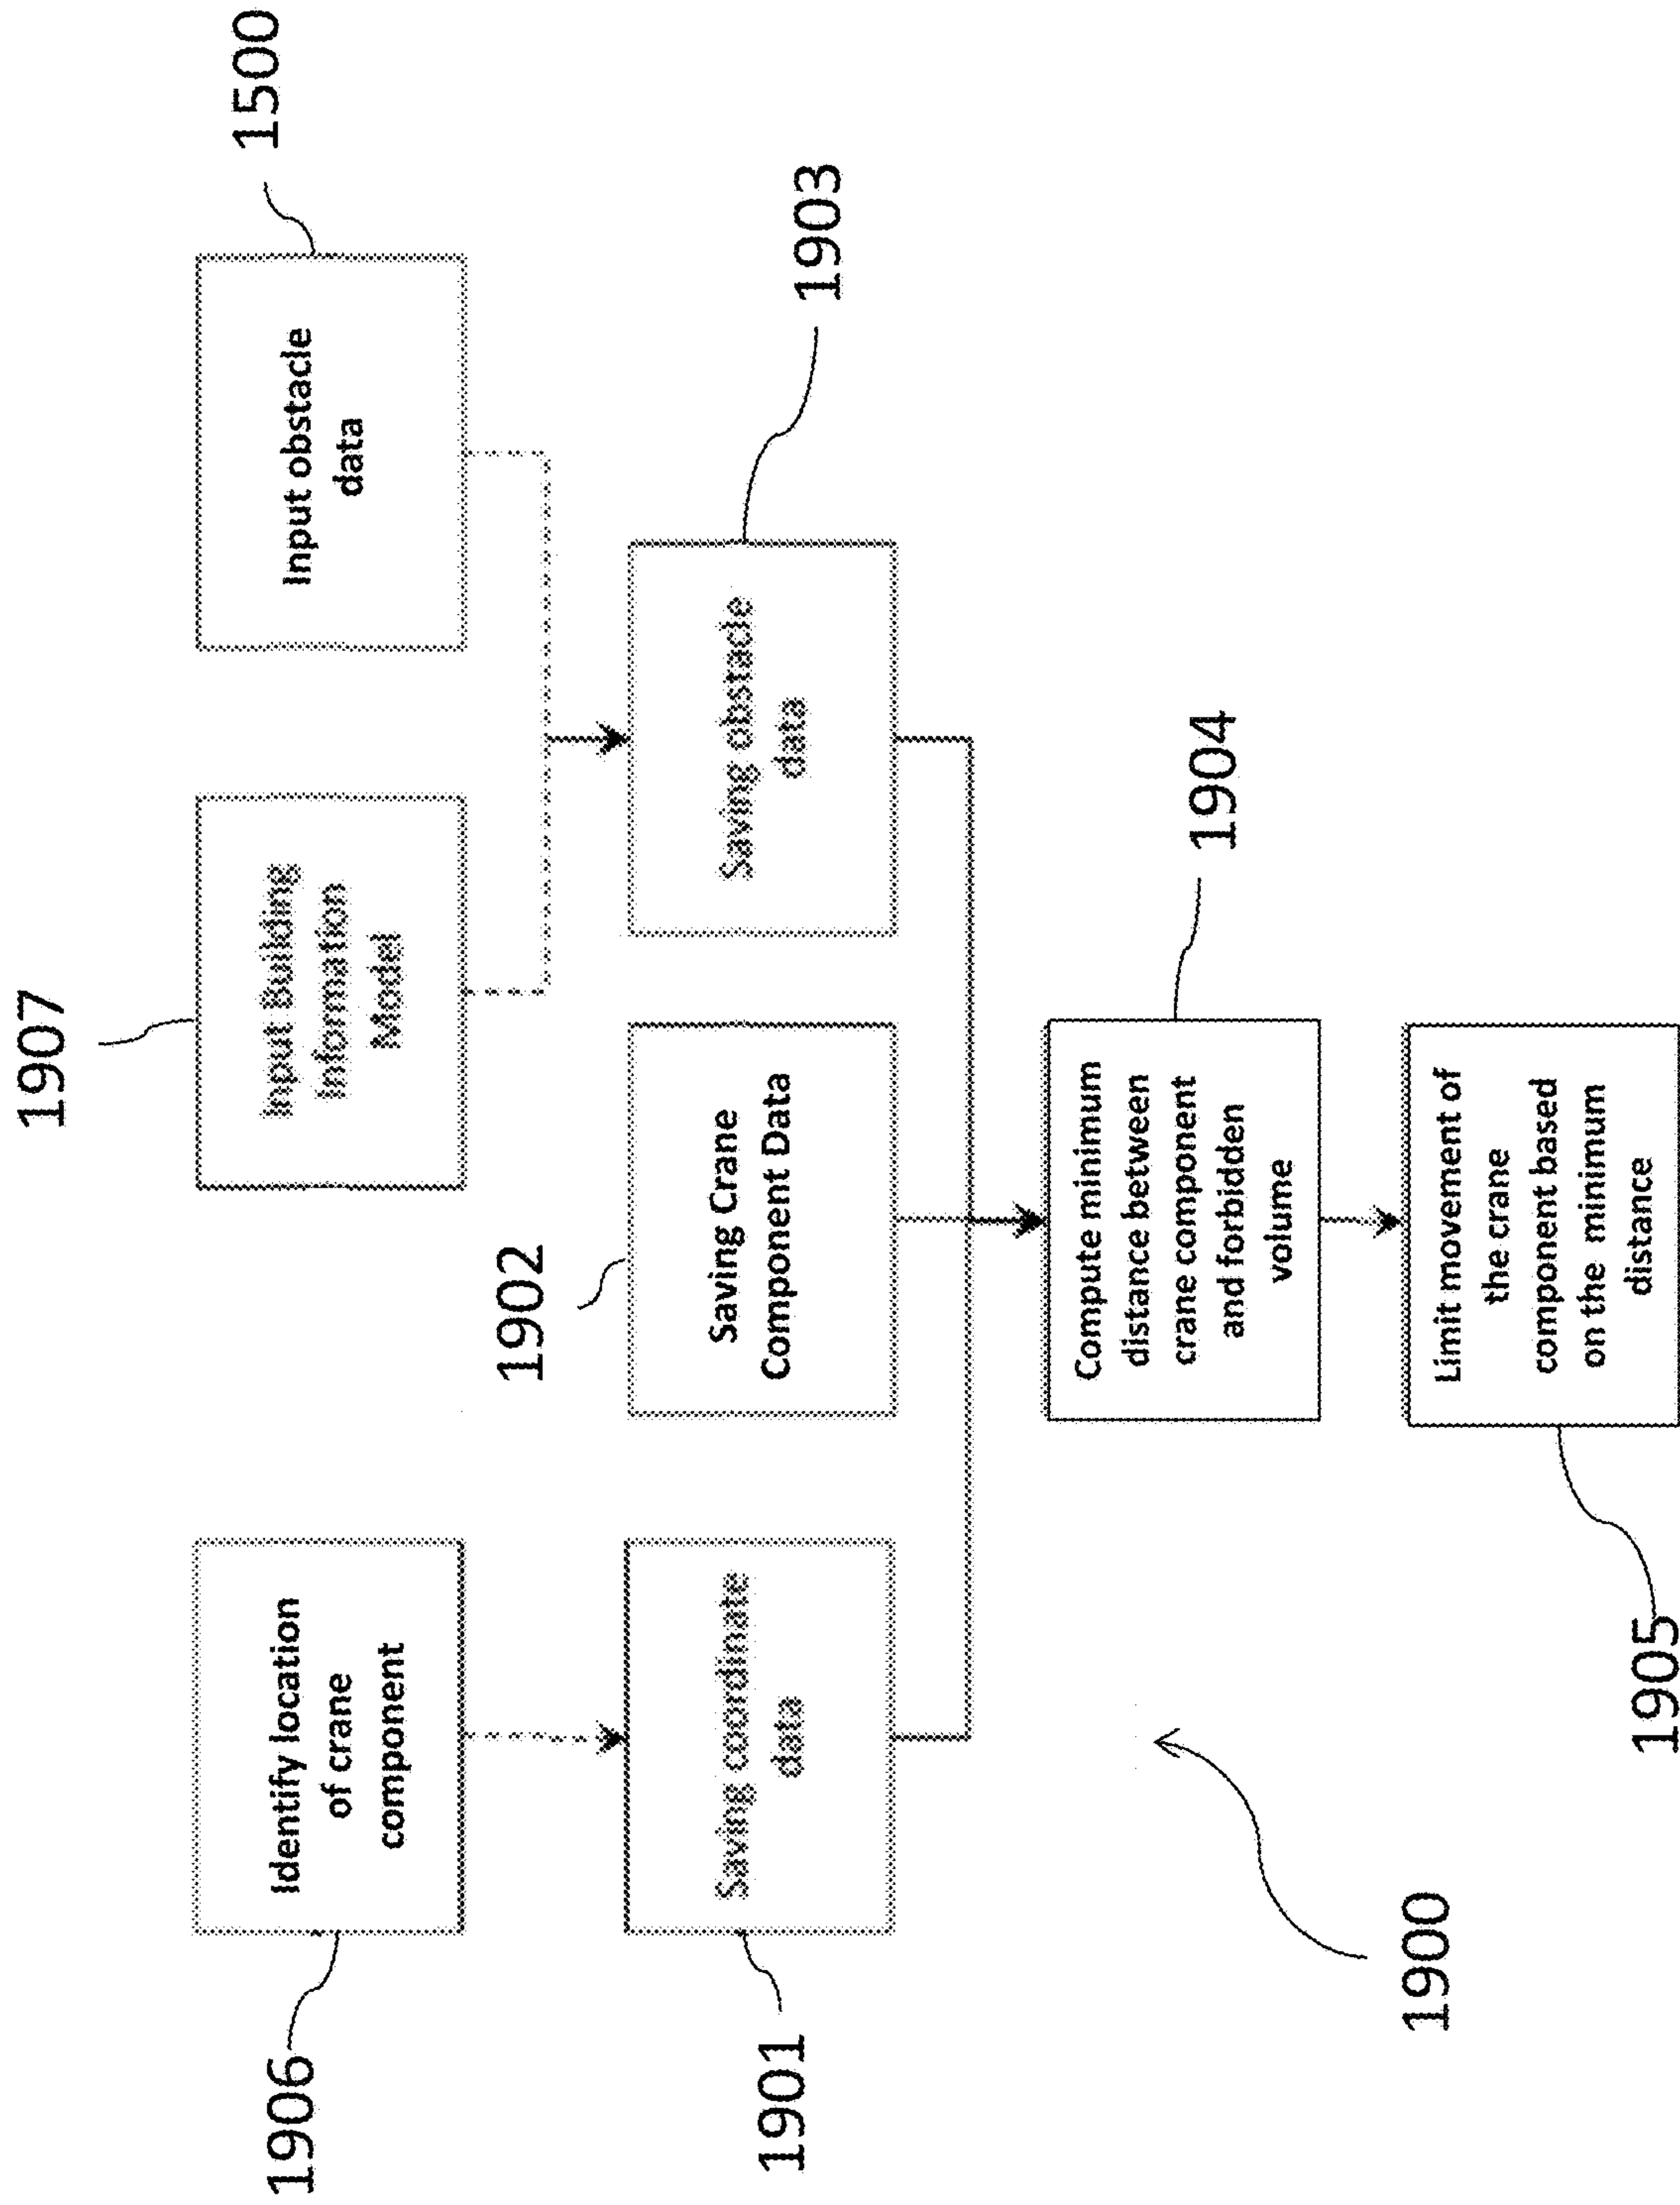 1907
1500
Identify location
of crane
component
Input Building
Information
Model
Input obstacle
data
1906
1902
1903
Saving coordinate
data
Saving Crane
Component Data
Saving obstacle
data
1901
1904
Compute minimum
distance between
crane component
and forbidden
volume
1900
Limit movement of
the crane
component based
on the minimum
distance
1905